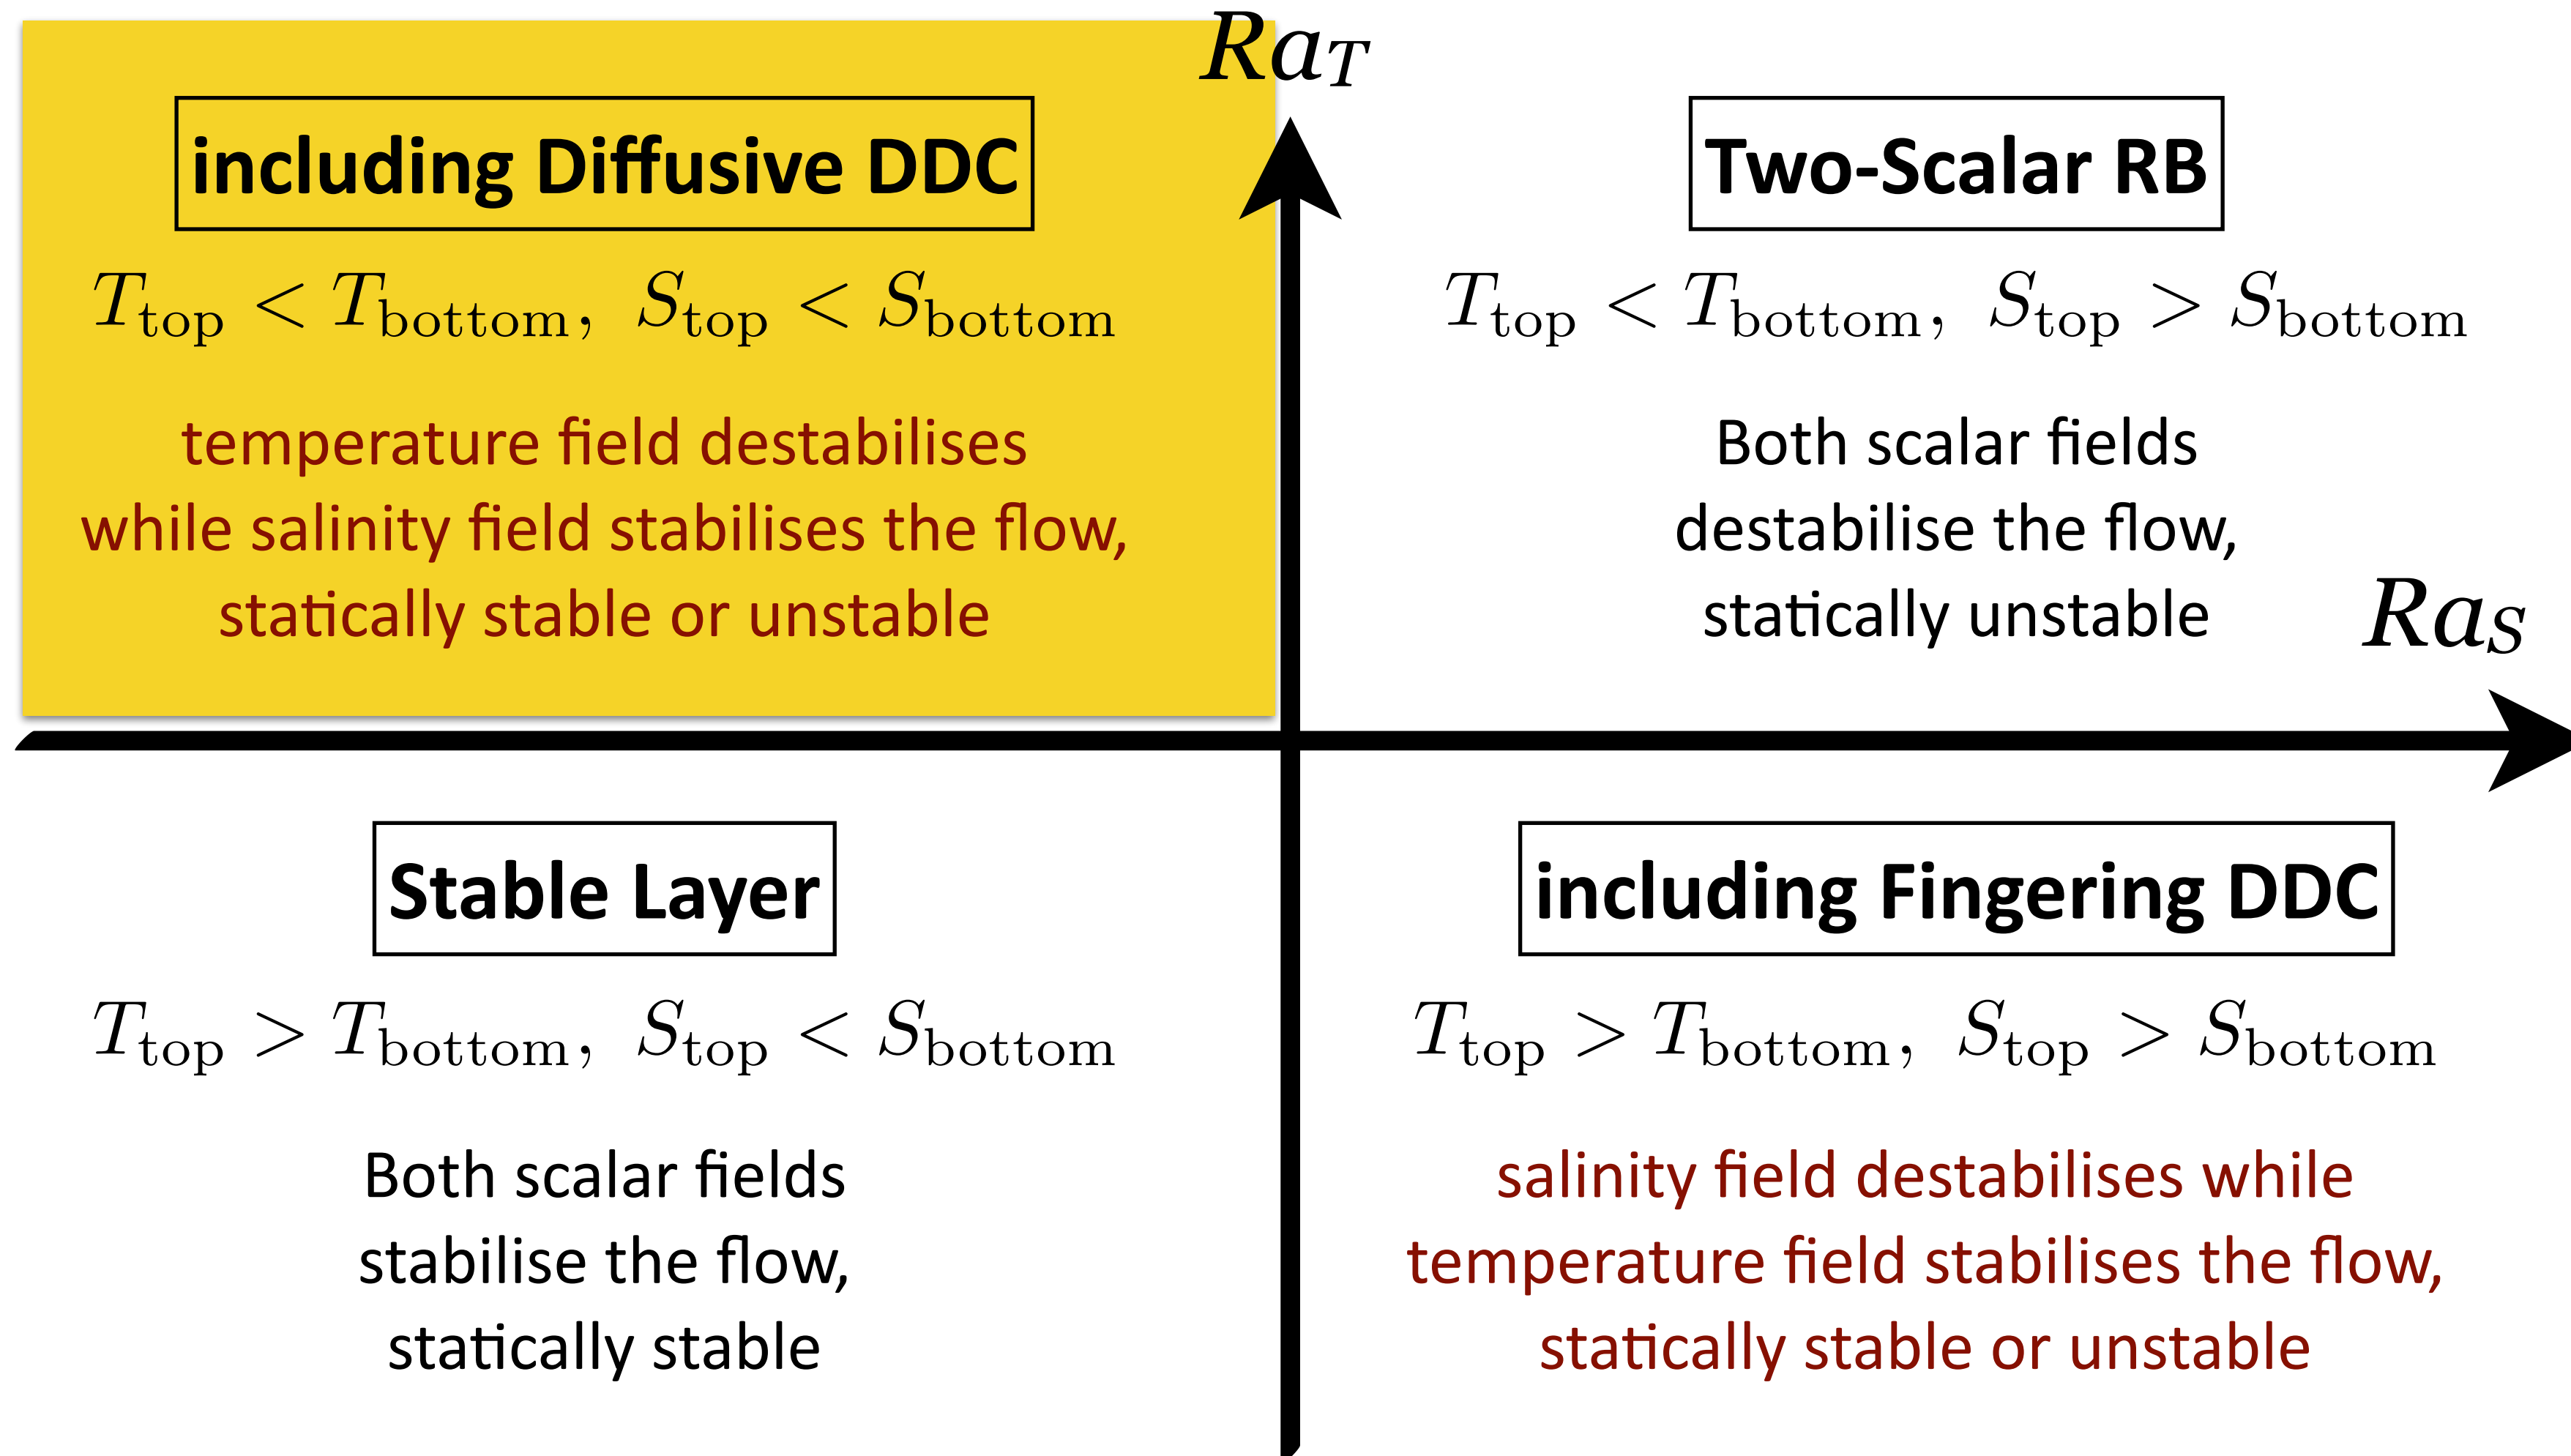 Ra_T
including Diffusive DDC
T_top < T_bottom, S_top < S_bottom
temperature field destabilises
while salinity field stabilises the flow,
statically stable or unstable
Two-Scalar RB
T_top < T_bottom, S_top > S_bottom
Both scalar fields
destabilise the flow,
statically unstable
Ra_S
Stable Layer
T_top > T_bottom, S_top < S_bottom
Both scalar fields
stabilise the flow,
statically stable
including Fingering DDC
T_top > T_bottom, S_top > S_bottom
salinity field destabilises while
temperature field stabilises the flow,
statically stable or unstable